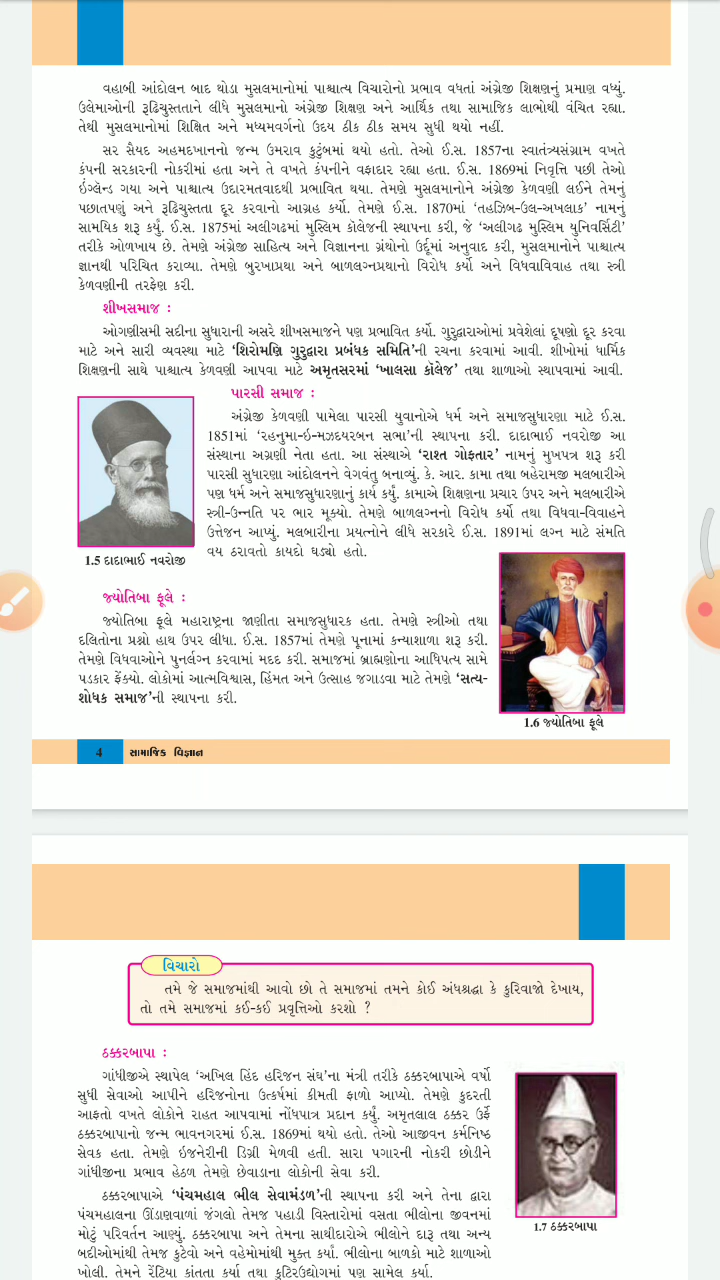 વહાબી આંદોલન બાદ થોડા મુસલમાનોમાં પાશ્ચાત્ય વિચારોનો પ્રભાવ વધતાં અંગ્રેજી શિક્ષણનું પ્રમાણ વધ્યું.
ઉલેમાઓની રૂઢિચુસ્તતાને લીધે મુસલમાનો અંગ્રેજી શિક્ષણ અને આર્થિક તથા સામાજિક લાભોથી વંચિત રહ્યા.
તેથી મુસલમાનોમાં શિક્ષિત અને મધ્યમવર્ગનો ઉદય ઠીક ઠીક સમય સુધી થયો નહીં.
સર સૈયદ અહમદખાનનો જન્મ ઉમરાવ કુટુંબમાં થયો હતો. તેઓ ઈ.સ. 1857ના સ્વાતંત્ર્યસંગ્રામ વખતે
કંપની સરકારની નોકરીમાં હતા અને તે વખતે કંપનીને વફાદાર રહ્યા હતા. ઈ.સ. 1869માં નિવૃત્તિ પછી તેઓ
ઇંગ્લૅન્ડ ગયા અને પાશ્ચાત્ય ઉદારમતવાદથી પ્રભાવિત થયા. તેમણે મુસલમાનોને અંગ્રેજી કેળવણી લઈને તેમનું
પછાતપણું અને રૂઢિચુસ્તતા દૂર કરવાનો આગ્રહ કર્યો. તેમણે ઈ.સ. 1870માં ‘તહઝિબ-ઉલ-અખલાક’ નામનું
સામયિક શરૂ કર્યું. ઈ.સ. 1875માં અલીગઢમાં મુસ્લિમ કૉલેજની સ્થાપના કરી, જે ‘અલીગઢ મુસ્લિમ યુનિવર્સિટી’
તરીકે ઓળખાય છે. તેમણે અંગ્રેજી સાહિત્ય અને વિજ્ઞાનના ગ્રંથોનો ઉર્દૂમાં અનુવાદ કરી, મુસલમાનોને પાશ્ચાત્ય
જ્ઞાનથી પરિચિત કરાવ્યા. તેમણે બુરખાપ્રથા અને બાળલગ્નપ્રથાનો વિરોધ કર્યો અને વિધવાવિવાહ તથા સ્ત્રી
કેળવણીની તરફેણ કરી.
શીખસમાજ :
ઓગણીસમી સદીના સુધારાની અસરે શીખસમાજને પણ પ્રભાવિત કર્યો. ગુરુદ્વારાઓમાં પ્રવેશેલાં દૂષણો દૂર કરવા
માટે અને સારી વ્યવસ્થા માટે ‘શિરોમણિ ગુરુદ્વારા પ્રબંધક સમિતિ’ની રચના કરવામાં આવી. શીખોમાં ધાર્મિક
શિક્ષણની સાથે પાશ્ચાત્ય કેળવણી આપવા માટે અમૃતસરમાં ‘ખાલસા કૉલેજ’ તથા શાળાઓ સ્થાપવામાં આવી.
પારસી સમાજ :
અંગ્રેજી કેળવણી પામેલા પારસી યુવાનોએ ધર્મ અને સમાજસુધારણા માટે ઈ.સ.
1851માં ‘રહનુમા-ઇ-મઝદયસ્બન સભા’ની સ્થાપના કરી. દાદાભાઈ નવરોજી આ
સંસ્થાના અગ્રણી નેતા હતા. આ સંસ્થાએ ‘રાશ્ત ગોફ્તાર’ નામનું મુખપત્ર શરૂ કરી
પારસી સુધારણા આંદોલનને વેગવંતુ બનાવ્યું. કે. આર. કામા તથા બહેરામજી મલબારીએ
પણ ધર્મ અને સમાજસુધારણાનું કાર્ય કર્યું. કામાએ શિક્ષણના પ્રચાર ઉપર અને મલબારીએ
સ્ત્રી-ઉન્નતિ પર ભાર મૂક્યો. તેમણે બાળલગ્નનો વિરોધ કર્યો તથા વિધવા-વિવાહને
ઉત્તેજન આપ્યું. મલબારીના પ્રયત્નોને લીધે સરકારે ઈ.સ. 1891માં લગ્ન માટે સંમતિ
વય ઠરાવતો કાયદો ઘડ્યો હતો.
1.5 દાદાભાઈ નવરોજી
જ્યોતિબા ફૂલે :
જ્યોતિબા ફૂલે મહારાષ્ટ્રના જાણીતા સમાજસુધારક હતા. તેમણે સ્ત્રીઓ તથા
દલિતોના પ્રશ્નો હાથ ઉપર લીધા. ઈ.સ. 1857માં તેમણે પૂનામાં કન્યાશાળા શરૂ કરી.
તેમણે વિધવાઓને પુનર્લગ્ન કરવામાં મદદ કરી. સમાજમાં બ્રાહ્મણોના આધિપત્ય સામે
પડકાર ફેંક્યો. લોકોમાં આત્મવિશ્વાસ, હિંમત અને ઉત્સાહ જગાડવા માટે તેમણે ‘સત્ય-
શોધક સમાજ’ની સ્થાપના કરી.
1.6 જ્યોતિબા ફૂલે
4 સામાજિક વિજ્ઞાન
વિચારો
તમે જે સમાજમાંથી આવો છો તે સમાજમાં તમને કોઈ અંધશ્રદ્ધા કે કુરિવાજો દેખાય,
તો તમે સમાજમાં કઈ-કઈ પ્રવૃત્તિઓ કરશો ?
ઠક્કરબાપા :
ગાંધીજીએ સ્થાપેલ ‘અખિલ હિંદ હરિજન સંઘ’ના મંત્રી તરીકે ઠક્કરબાપાએ વર્ષો
સુધી સેવાઓ આપીને હરિજનોના ઉત્કર્ષમાં કીમતી ફાળો આપ્યો. તેમણે કુદરતી
આફતો વખતે લોકોને રાહત આપવામાં નોંધપાત્ર પ્રદાન કર્યું. અમૃતલાલ ઠક્કર ઉર્ફે
ઠક્કરબાપાનો જન્મ ભાવનગરમાં ઈ.સ. 1869માં થયો હતો. તેઓ આજીવન કર્મનિષ્ઠ
સેવક હતા. તેમણે ઇજનેરીની ડિગ્રી મેળવી હતી. સારા પગારની નોકરી છોડીને
ગાંધીજીના પ્રભાવ હેઠળ તેમણે છેવાડાના લોકોની સેવા કરી.
ઠક્કરબાપાએ ‘પંચમહાલ ભીલ સેવામંડળ’ની સ્થાપના કરી અને તેના દ્વારા
પંચમહાલના ઊંડાણવાળાં જંગલો તેમજ પહાડી વિસ્તારોમાં વસતા ભીલોના જીવનમાં
મોટું પરિવર્તન આણ્યું. ઠક્કરબાપા અને તેમના સાથીદારોએ ભીલોને દારૂ તથા અન્ય
બદીઓમાંથી તેમજ કુટેવો અને વહેમોમાંથી મુક્ત કર્યાં. ભીલોના બાળકો માટે શાળાઓ
ખોલી. તેમને રેંટિયા કાંતતા કર્યા તથા કુટિરઉદ્યોગમાં પણ સામેલ કર્યા.
1.7 ઠક્કરબાપા